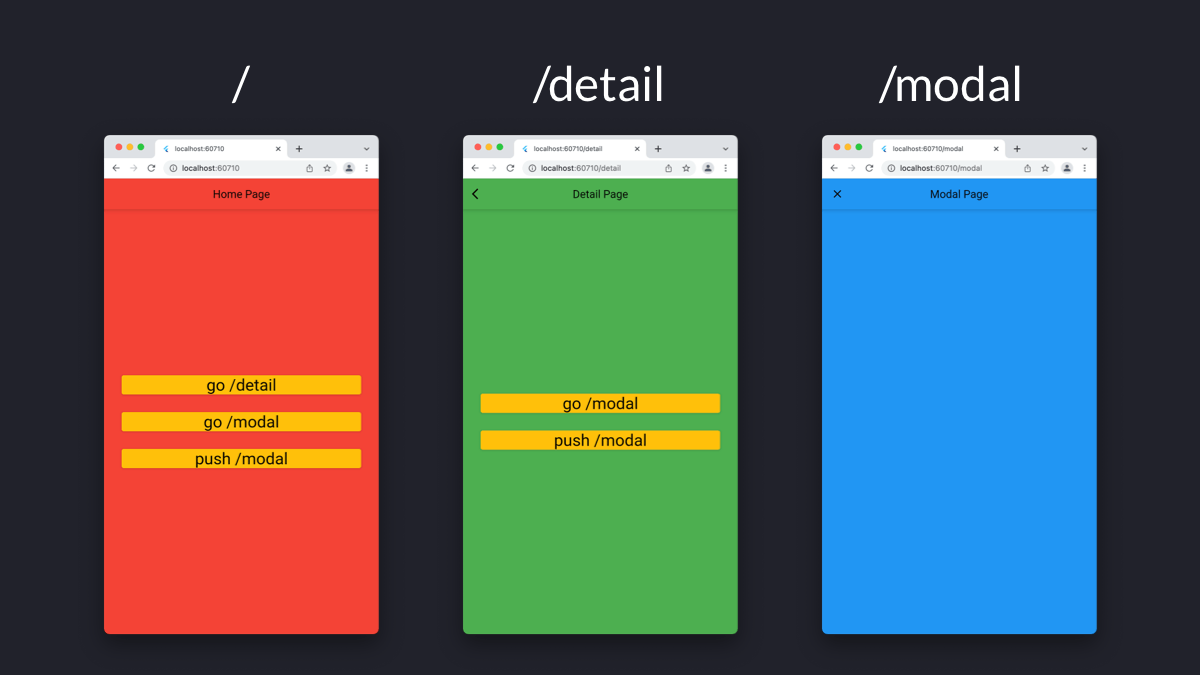 /
/detail
/modal
localhost:60710
localhost:60710
Home Page
go /detail
go /modal
push /modal
localhost:60710/detail
localhost:60710/detail
Detail Page
go /modal
push /modal
localhost:60710/modal
localhost:60710/modal
Modal Page